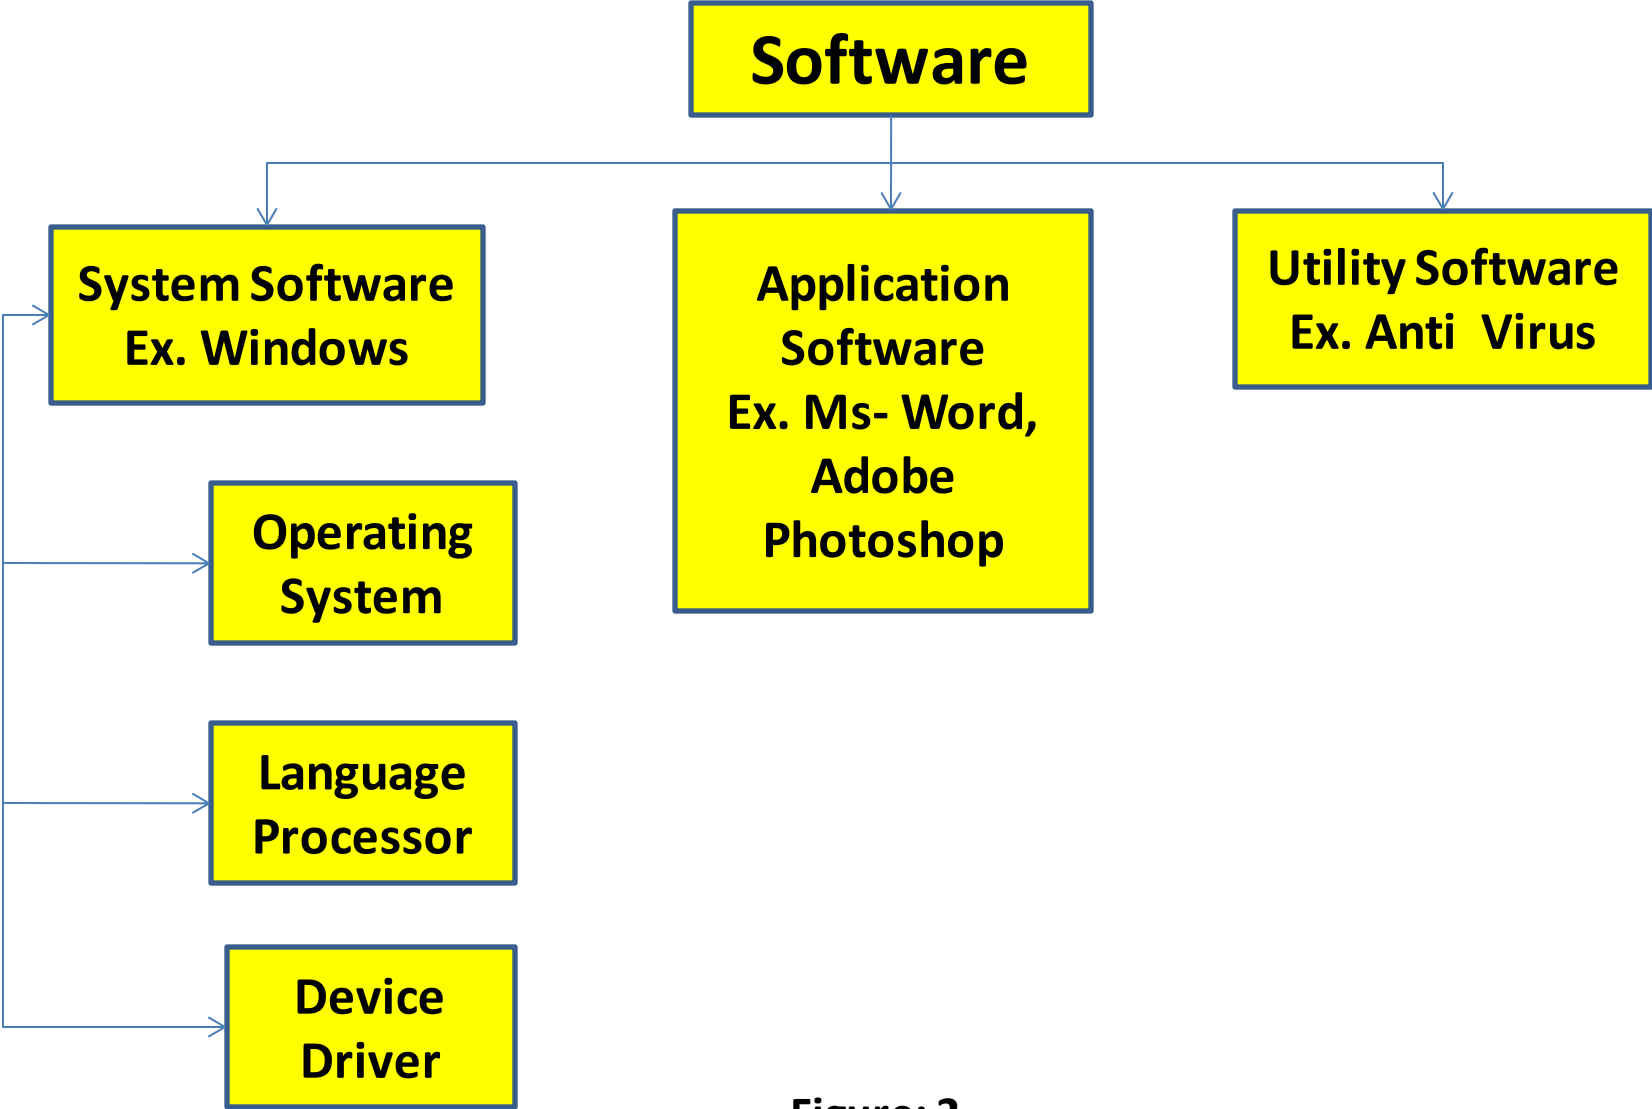 Software
System Software
Ex. Windows
Application
Software
Ex. Ms- Word,
Adobe
Photoshop
Utility Software
Ex. Anti  Virus
Operating
System
Language
Processor
Device
Driver
Figure: